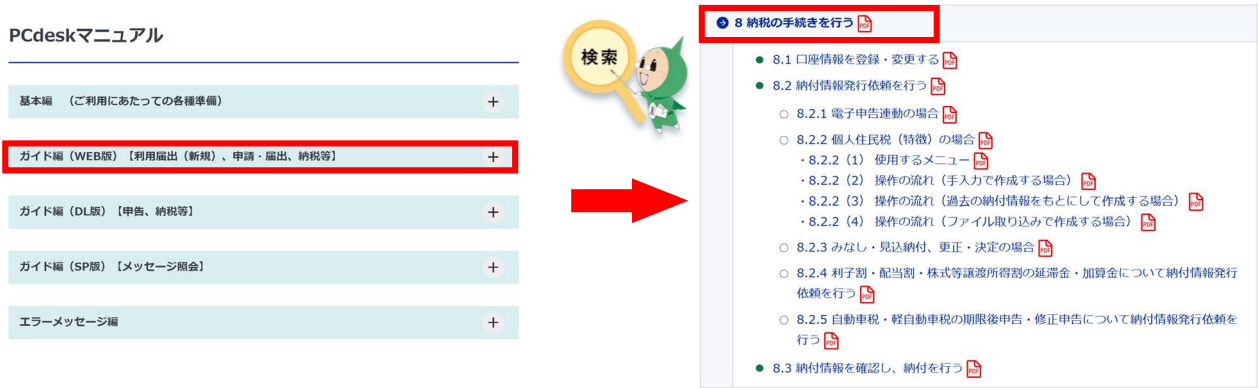 PCdeskマニュアル
基本編 （ご利用にあたっての各種準備）
ガイド編（WEB版）【利用届出（新規）、申請・届出、納税等】
ガイド編（DL版）【申告、納税等】
ガイド編（SP版）【メッセージ照会】
エラーメッセージ編
検索
8 納税の手続きを行う PDF
8.1 口座情報を登録・変更する PDF
8.2 納付情報発行依頼を行う PDF
8.2.1 電子申告連動の場合 PDF
8.2.2 個人住民税（特徴）の場合 PDF
・8.2.2（1） 使用するメニュー PDF
・8.2.2（2） 操作の流れ（手入力で作成する場合） PDF
・8.2.2（3） 操作の流れ（過去の納付情報をもとにして作成する場合） PDF
・8.2.2（4） 操作の流れ（ファイル取り込みで作成する場合） PDF
8.2.3 みなし・見込納付、更正・決定の場合 PDF
8.2.4 利子割・配当割・株式等譲渡所得割の延滞金・加算金について納付情報発行
依頼を行う PDF
8.2.5 自動車税・軽自動車税の期限後申告・修正申告について納付情報発行依頼を
行う PDF
8.3 納付情報を確認し、納付を行う PDF